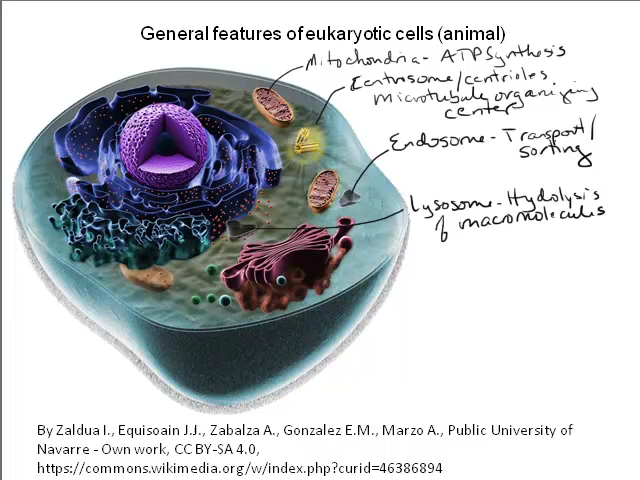 General features of eukaryotic cells (animal)
Mitochondria - ATP Synthesis
Centrosome/centrioles
microtubule organizing
center
Endosome - Transport/
sorting
Lysosome - Hydolysis
of macromolecules
By Zaldua I., Equisoain J.J., Zabalza A., Gonzalez E.M., Marzo A., Public University of
Navarre - Own work, CC BY-SA 4.0,
https://commons.wikimedia.org/w/index.php?curid=46386894